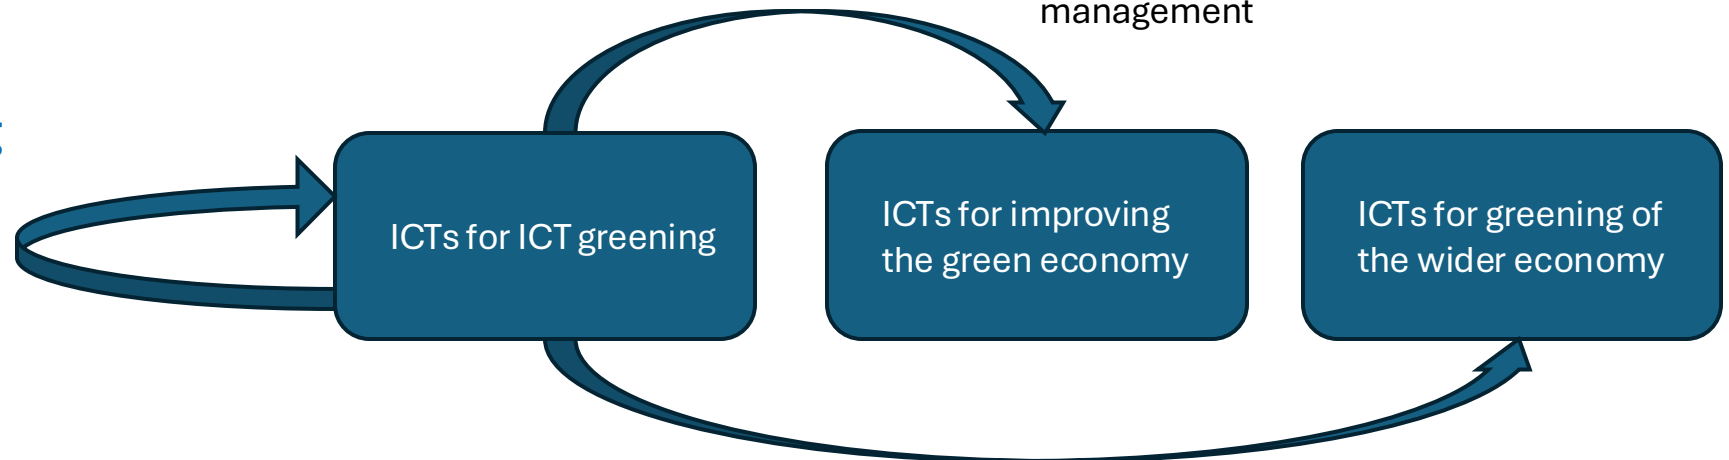 management
ICTs for ICT greening
ICTs for improving
the green economy
ICTs for greening of
the wider economy